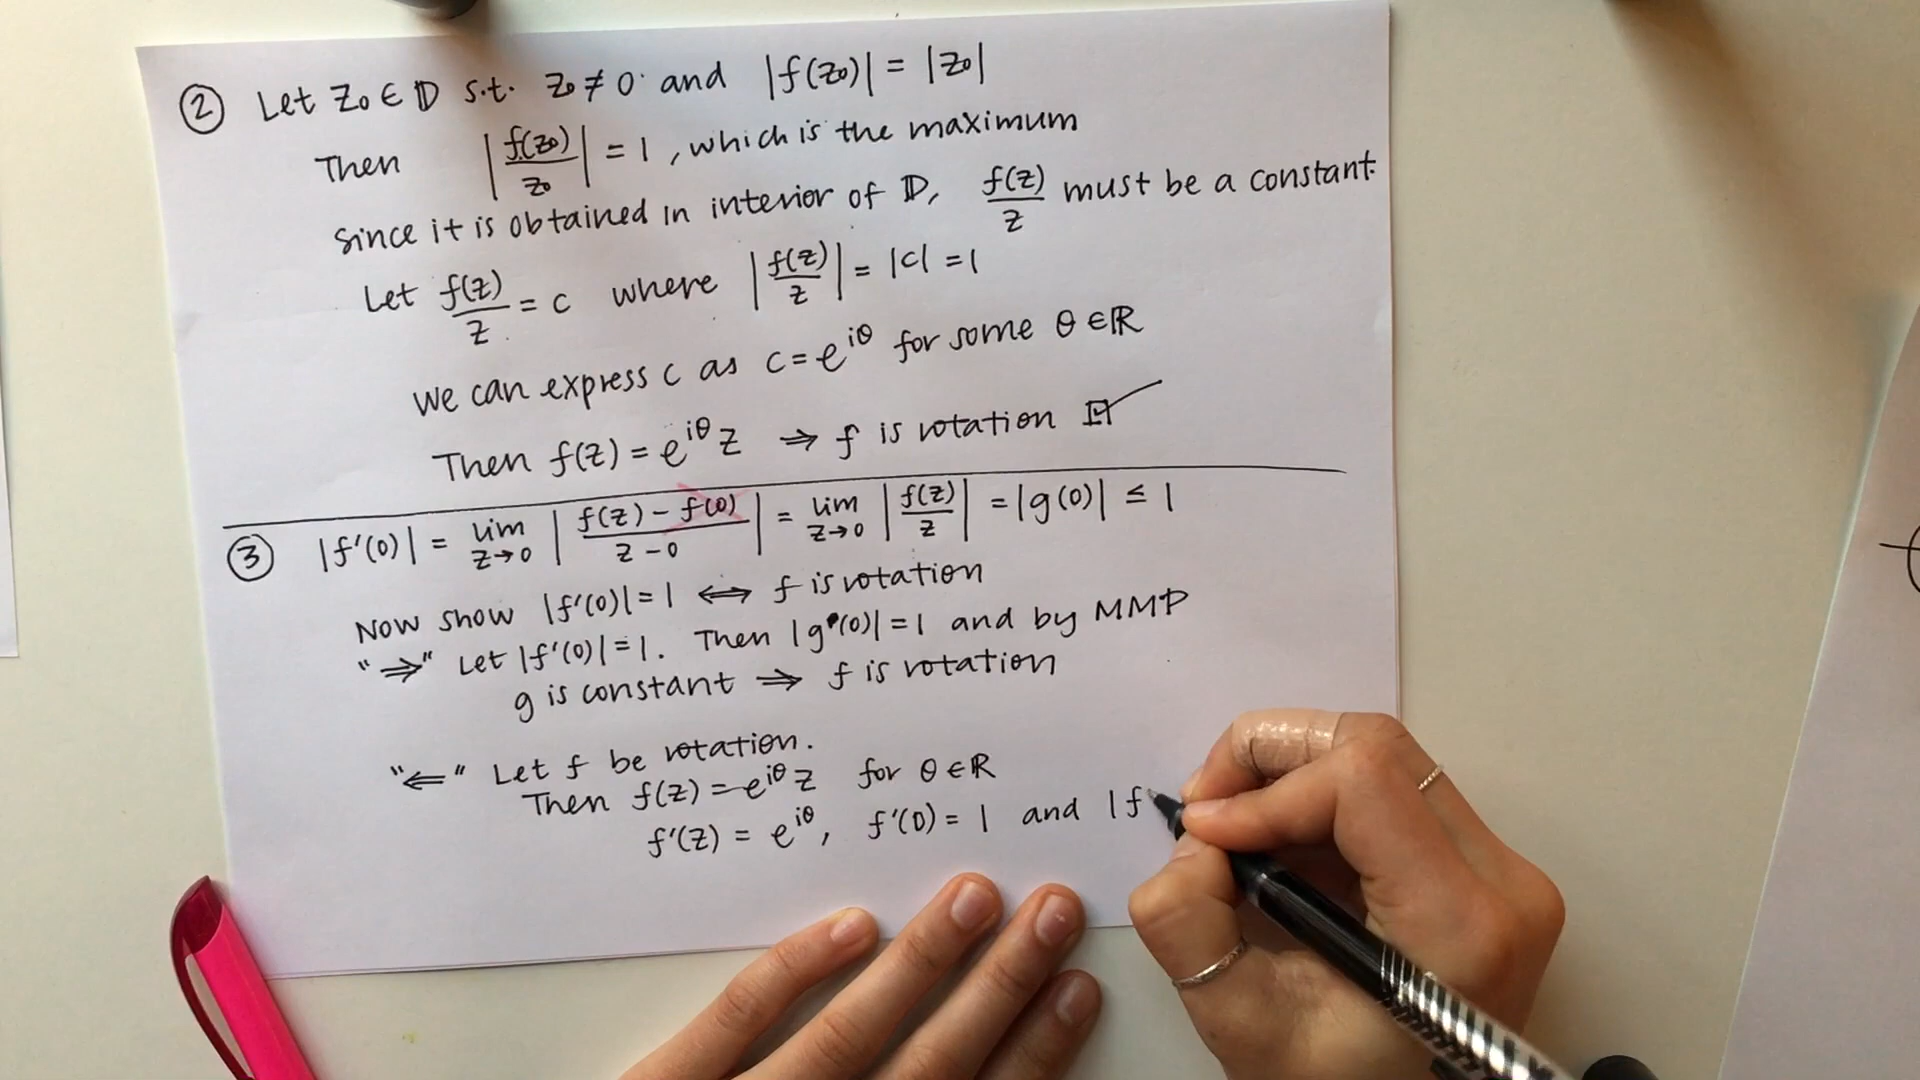 ② Let z₀ ∈ 𝔻 s.t. z₀ ≠ 0 and |f(z₀)| = |z₀|
Then |f(z₀)/z₀| = 1, which is the maximum
Since it is obtained in interior of 𝔻, f(z)/z must be a constant.
Let f(z)/z = c where |f(z)/z| = |c| = 1
We can express c as c = e^{iθ} for some θ ∈ ℝ
Then f(z) = e^{iθ} z ⇒ f is rotation
③ |f'(0)| = lim z→0 |f(z) - f(0)/z - 0| = lim z→0 |f(z)/z| = |g(0)| ≤ 1
Now show |f'(0)| = 1 ⟺ f is rotation
"⇒" Let |f'(0)| = 1. Then |g(0)| = 1 and by MMP
g is constant ⇒ f is rotation
"⇐" Let f be rotation.
Then f(z) = e^{iθ} z for θ ∈ ℝ
f'(z) = e^{iθ}, f'(0) = 1 and |f